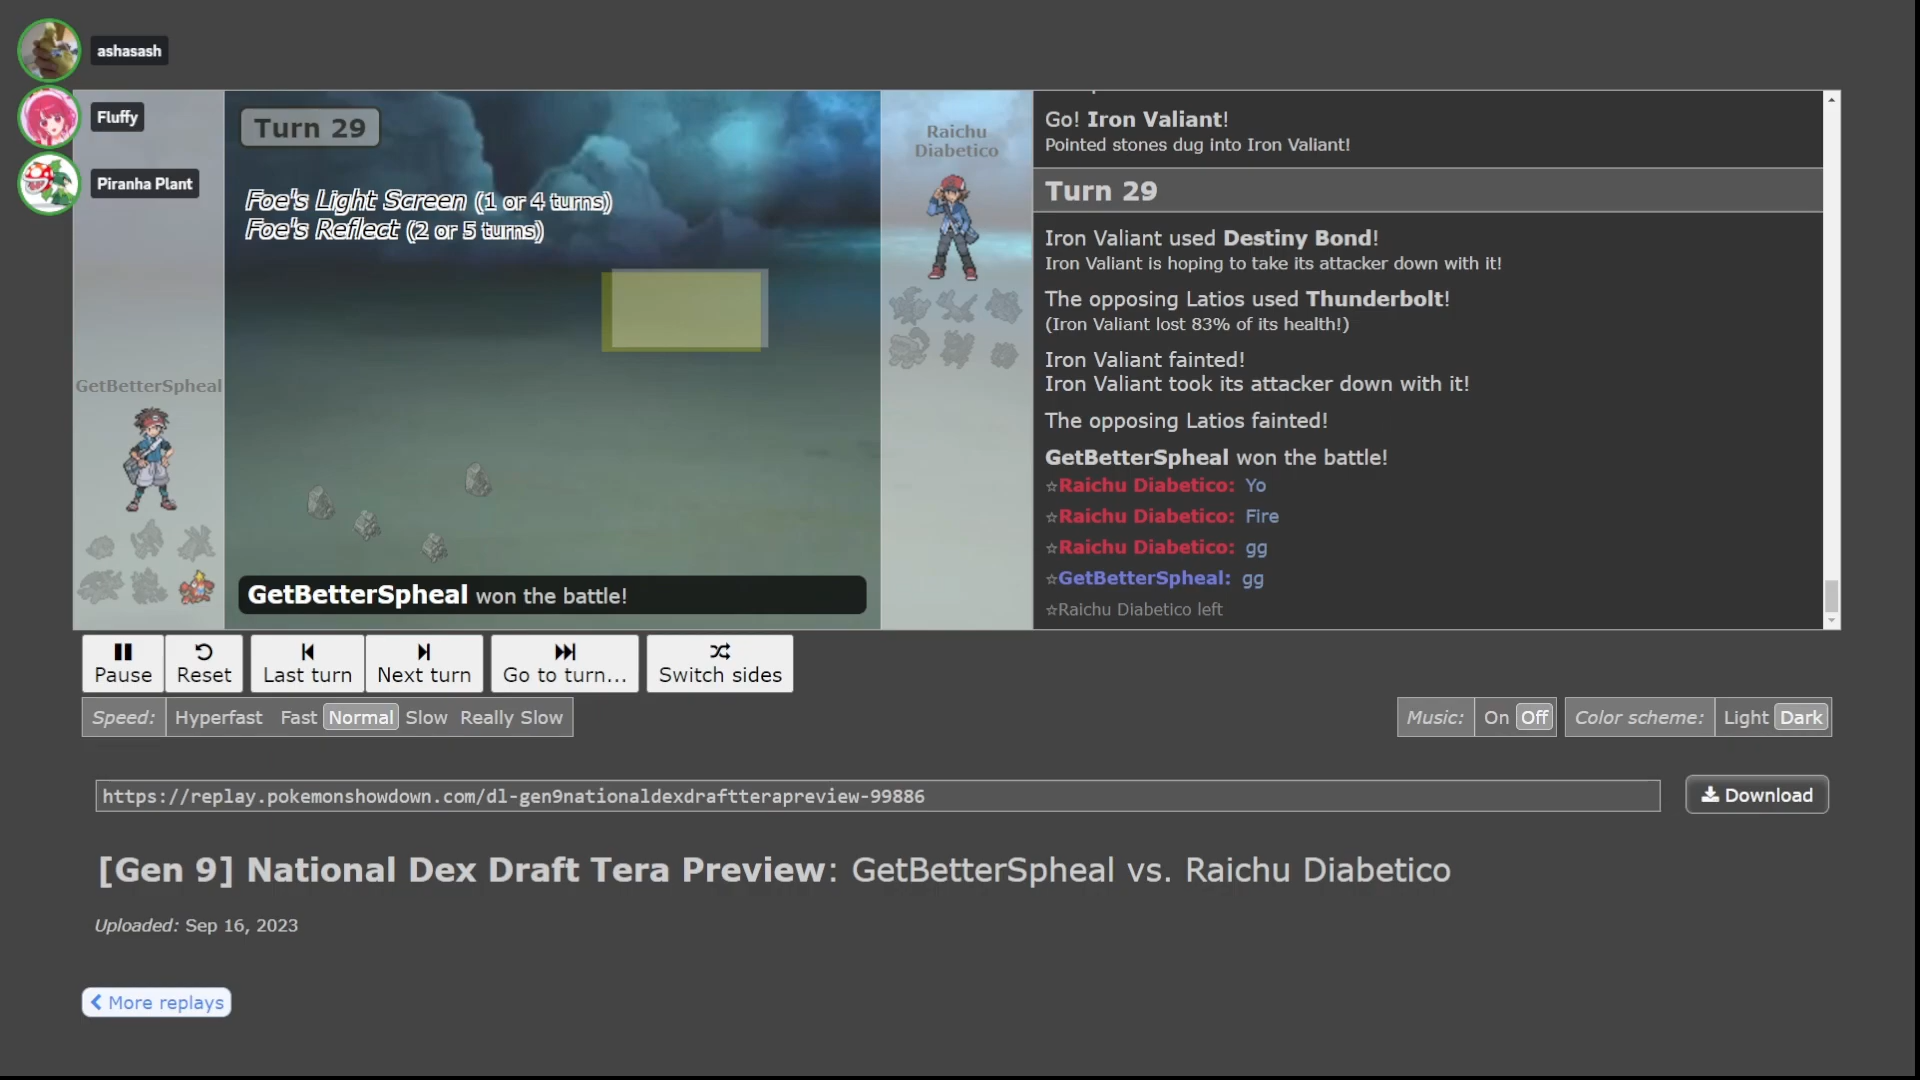 ashasash
Fluffy
Piranha Plant
Turn 29
Foe's Light Screen (1 or 4 turns)
Foe's Reflect (2 or 5 turns)
Raichu
Diabetico
GetBetterSpheal
GetBetterSpheal won the battle!
Go! Iron Valiant!
Pointed stones dug into Iron Valiant!
Turn 29
Iron Valiant used Destiny Bond!
Iron Valiant is hoping to take its attacker down with it!
The opposing Latios used Thunderbolt!
(Iron Valiant lost 83% of its health!)
Iron Valiant fainted!
Iron Valiant took its attacker down with it!
The opposing Latios fainted!
GetBetterSpheal won the battle!
☆Raichu Diabetico: Yo
☆Raichu Diabetico: Fire
☆Raichu Diabetico: gg
☆GetBetterSpheal: gg
☆Raichu Diabetico left
Pause Reset Last turn Next turn Go to turn... Switch sides
Speed: Hyperfast Fast Normal Slow Really Slow
Music: On Off Color scheme: Light Dark
https://replay.pokemonshowdown.com/dl-gen9nationaldexdraftterapreview-99886
Download
[Gen 9] National Dex Draft Tera Preview: GetBetterSpheal vs. Raichu Diabetico
Uploaded: Sep 16, 2023
More replays